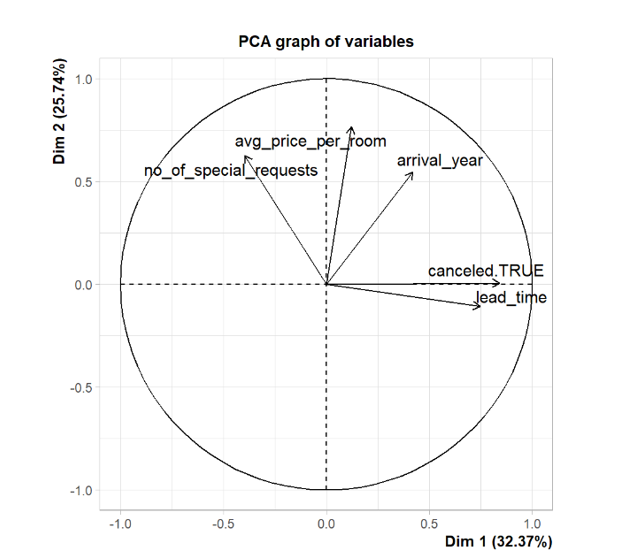 PCA graph of variables
Dim 2 (25.74%)
1.0
0.5
0.0
-0.5
-1.0
avg_price_per_room
arrival_year
no_of_special_requests
canceled.TRUE
lead_time
-1.0
-0.5
0.0
0.5
1.0
Dim 1 (32.37%)